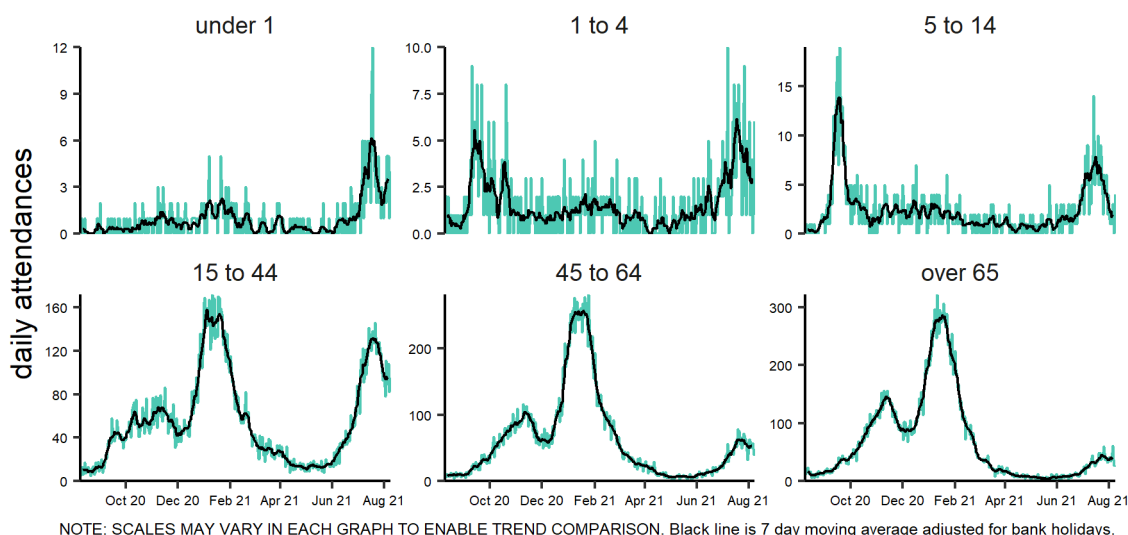 under 1
1 to 4
5 to 14
12
9
6
3
0
10.0
7.5
5.0
2.5
0.0
15
10
5
0
daily attendances
15 to 44
45 to 64
over 65
160
120
80
40
0
200
100
0
300
200
100
0
Oct 20 Dec 20 Feb 21 Apr 21 Jun 21 Aug 21
Oct 20 Dec 20 Feb 21 Apr 21 Jun 21 Aug 21
Oct 20 Dec 20 Feb 21 Apr 21 Jun 21 Aug 21
NOTE: SCALES MAY VARY IN EACH GRAPH TO ENABLE TREND COMPARISON. Black line is 7 day moving average adjusted for bank holidays.